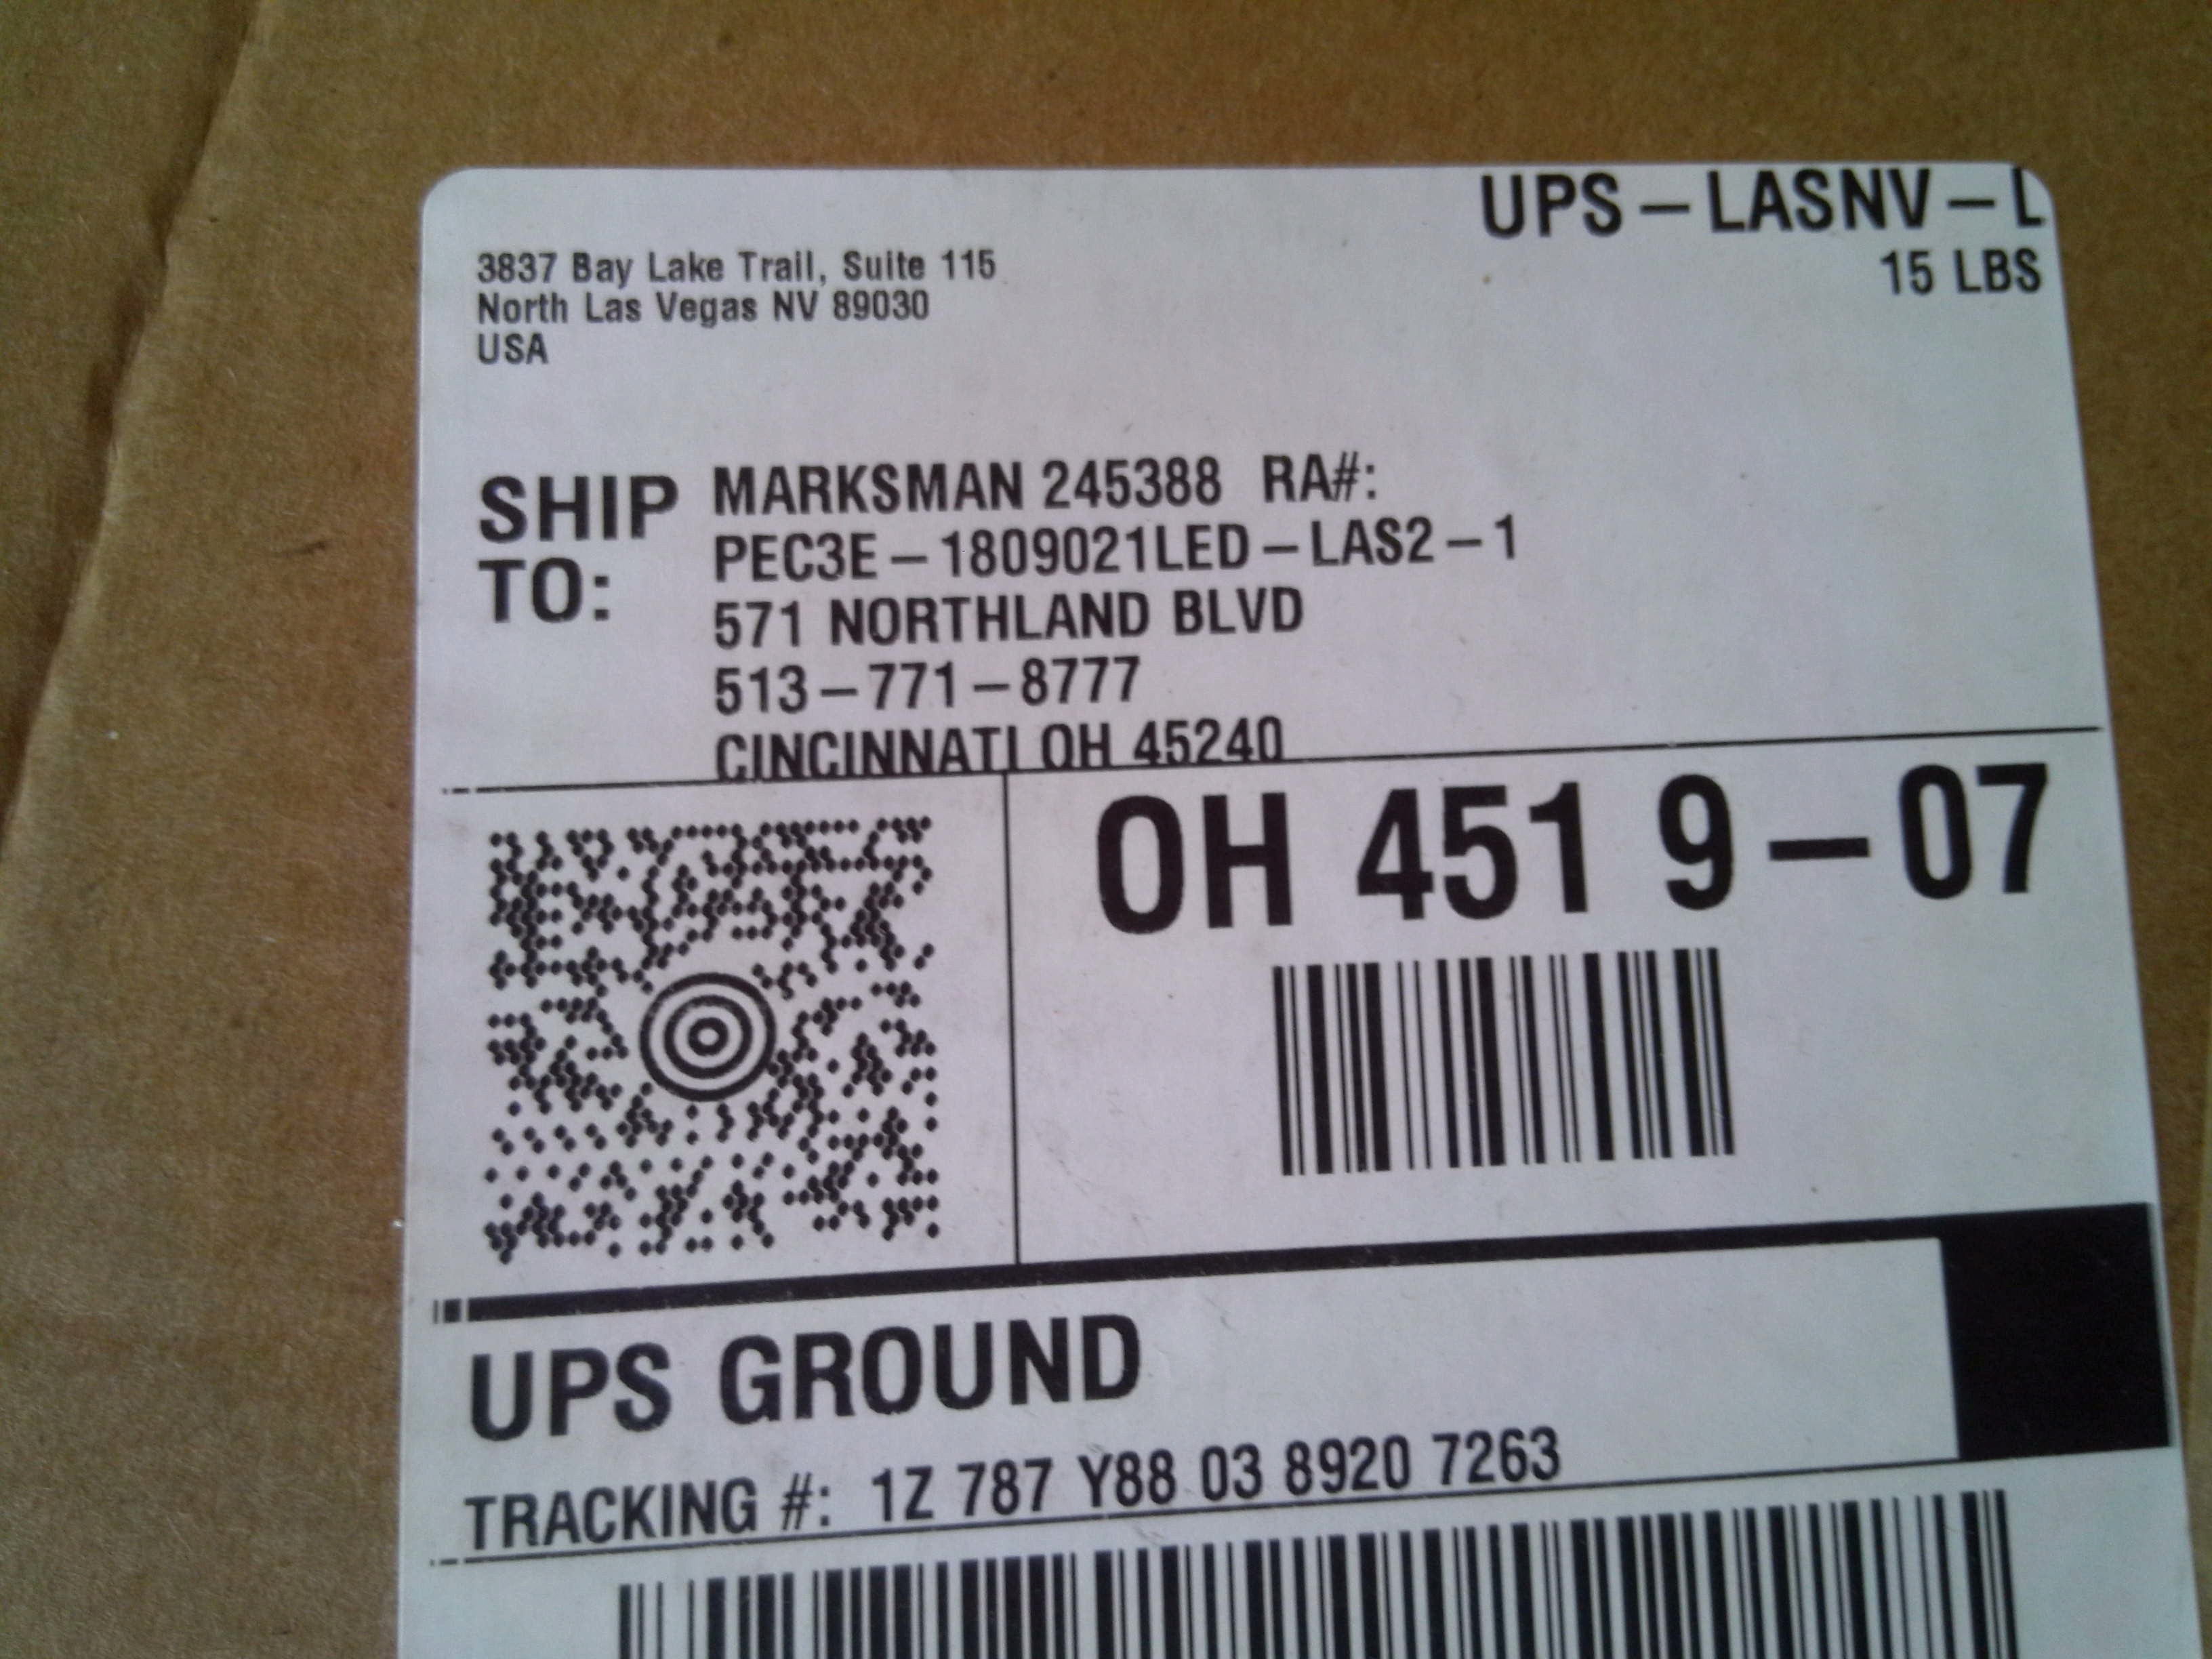 UPS – LASNV – L
15 LBS
3837 Bay Lake Trail, Suite 115
North Las Vegas NV 89030
USA
SHIP TO:
MARKSMAN 245388 RA#:
PEC3E – 1809021LED – LAS2 – 1
571 NORTHLAND BLVD
513 – 771 – 8777
CINCINNATI OH 45240
OH 451 9 – 07
UPS GROUND
TRACKING #: 1Z 787 Y88 03 8920 7263